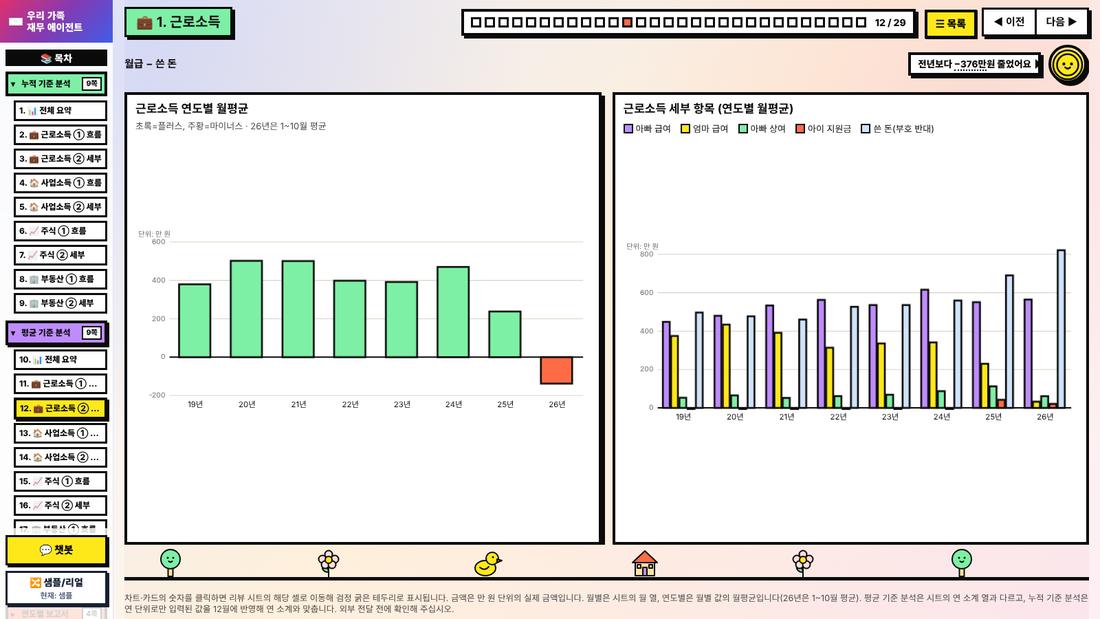 우리 가족
재무 에이전트
📚 목차
▼ 누적 기준 분석 9쪽
1. 📊 전체 요약
2. 💼 근로소득 ① 흐름
3. 💼 근로소득 ② 세부
4. 🏠 사업소득 ① 흐름
5. 🏠 사업소득 ② 세부
6. 📈 주식 ① 흐름
7. 📈 주식 ② 세부
8. 🏢 부동산 ① 흐름
9. 🏢 부동산 ② 세부
▼ 평균 기준 분석 9쪽
10. 📊 전체 요약
11. 💼 근로소득 ① ...
12. 💼 근로소득 ② ...
13. 🏠 사업소득 ① ...
14. 🏠 사업소득 ② ...
15. 📈 주식 ① 흐름
16. 📈 주식 ② 세부
17. 🏢 부동산 ① 흐름
💬 챗봇
🔀 샘플/리얼
현재: 샘플
연도별 보고서 4쪽
💼 1. 근로소득
12 / 29
☰ 목록
◀ 이전
다음 ▶
월급 − 쓴 돈
전년보다 −376만원 줄었어요
근로소득 연도별 월평균
초록=플러스, 주황=마이너스 · 26년은 1~10월 평균
단위: 만 원
600
400
200
0
-200
19년 20년 21년 22년 23년 24년 25년 26년
근로소득 세부 항목 (연도별 월평균)
아빠 급여 엄마 급여 아빠 상여 아이 지원금 쓴 돈(부호 반대)
단위: 만 원
800
600
400
200
0
19년 20년 21년 22년 23년 24년 25년 26년
차트·카드의 숫자를 클릭하면 리뷰 시트의 해당 셀로 이동해 검정 굵은 테두리로 표시됩니다. 금액은 만 원 단위의 실제 금액입니다. 월별은 시트의 월 열, 연도별은 월별 값의 월평균입니다(26년은 1~10월 평균). 평균 기준 분석은 시트의 연 소계 열과 다르고, 누적 기준 분석은
연 단위로만 입력된 값을 12월에 반영해 연 소계와 맞춥니다. 외부 전달 전에 확인해 주십시오.